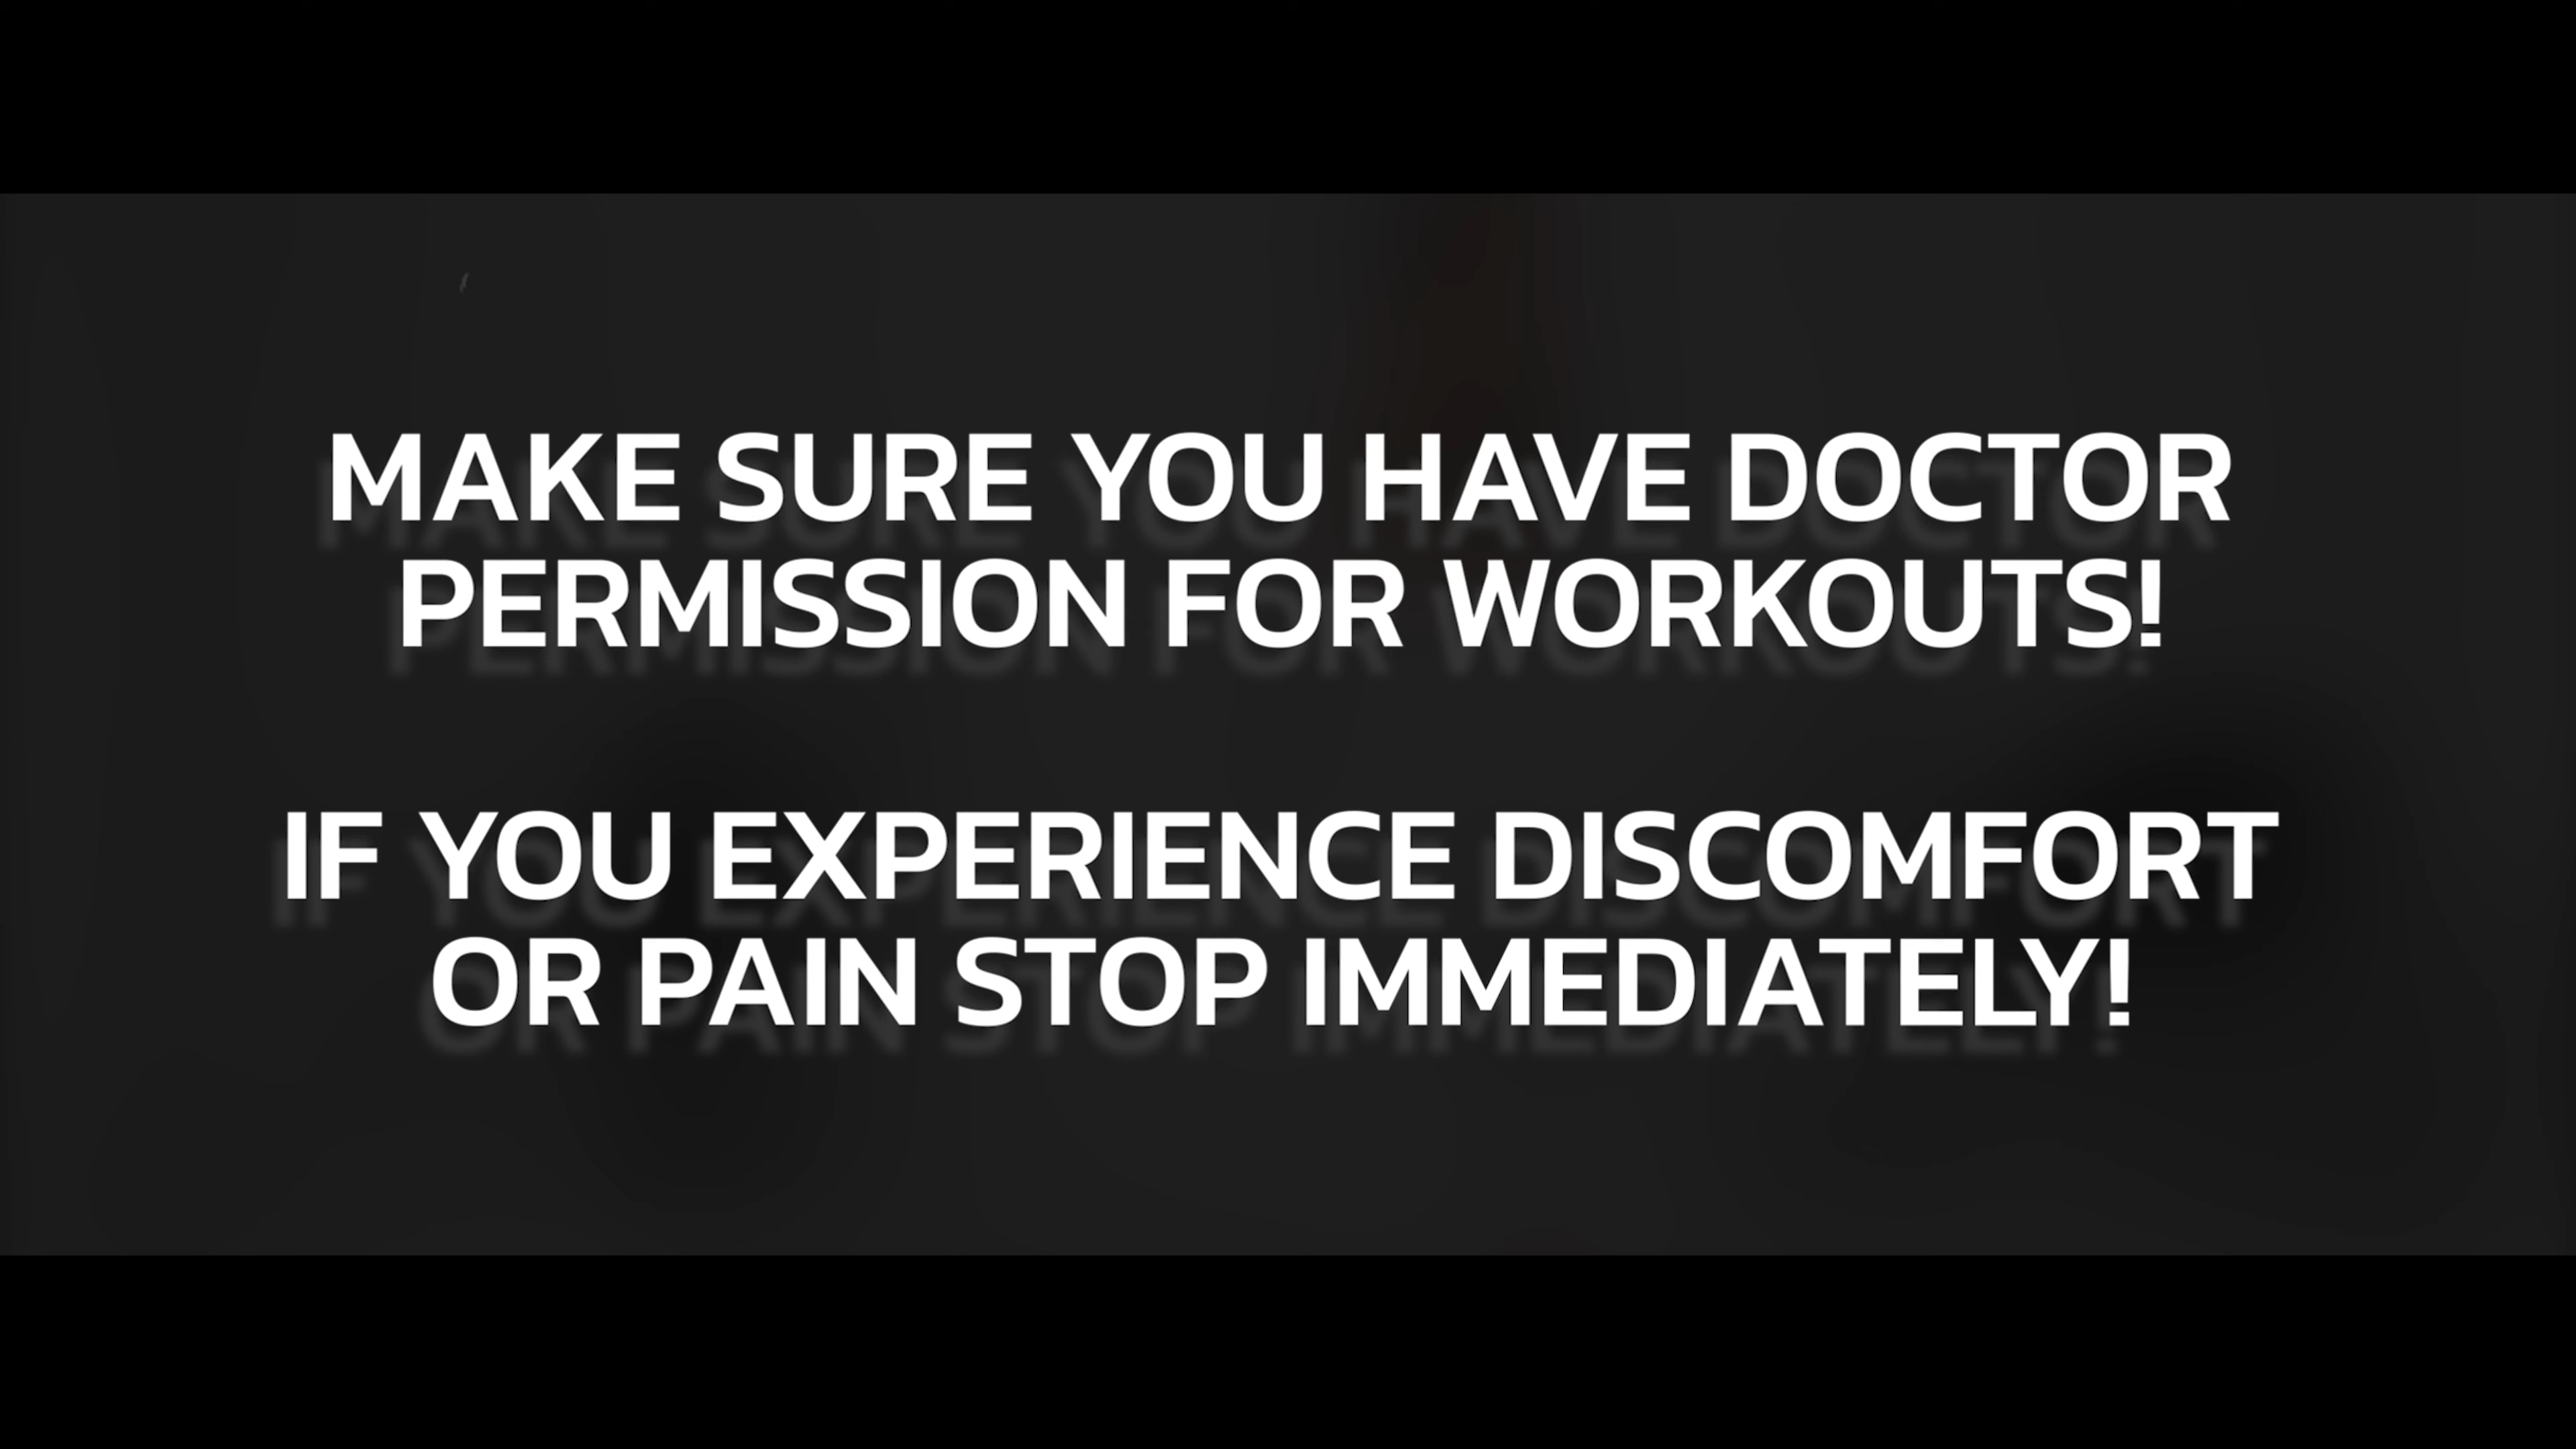 MAKE SURE YOU HAVE DOCTOR
PERMISSION FOR WORKOUTS!
IF YOU EXPERIENCE DISCOMFORT
OR PAIN STOP IMMEDIATELY!